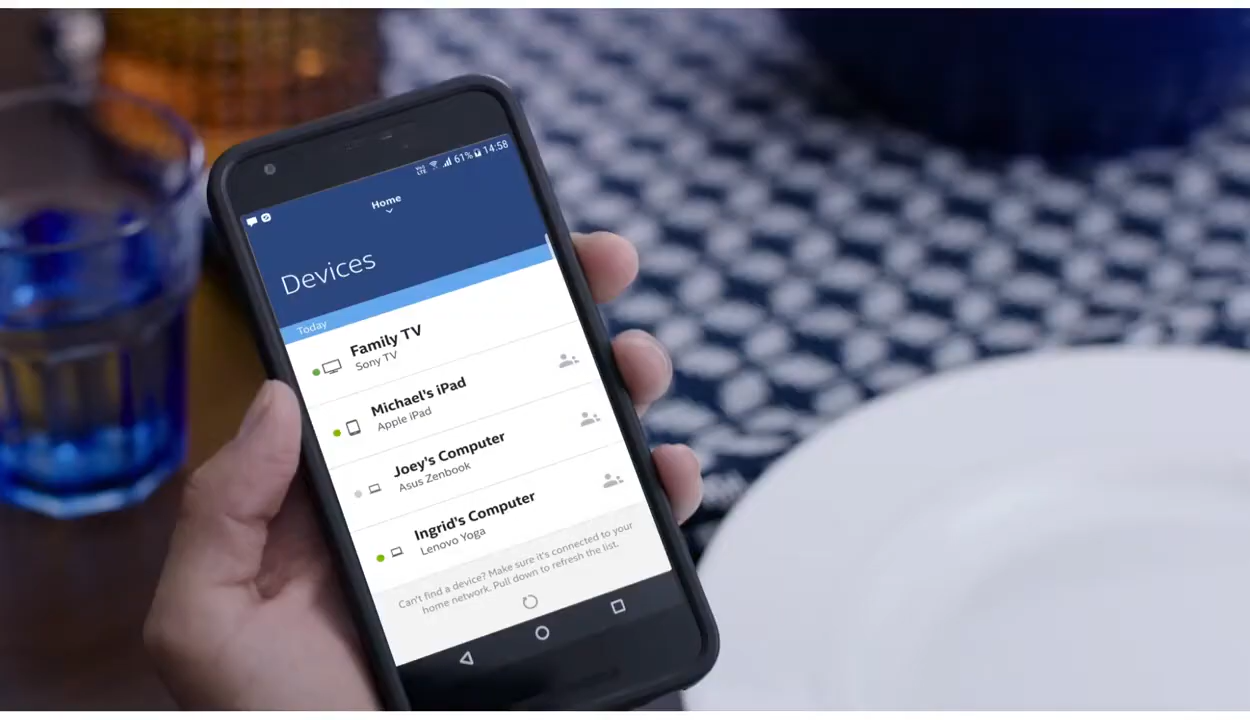 VoLTE 61% 14:58
Home
Devices
Today
Family TV
Sony TV
Michael's iPad
Apple iPad
Joey's Computer
Asus Zenbook
Ingrid's Computer
Lenovo Yoga
Can't find a device? Make sure it's connected to your
home network. Pull down to refresh the list.